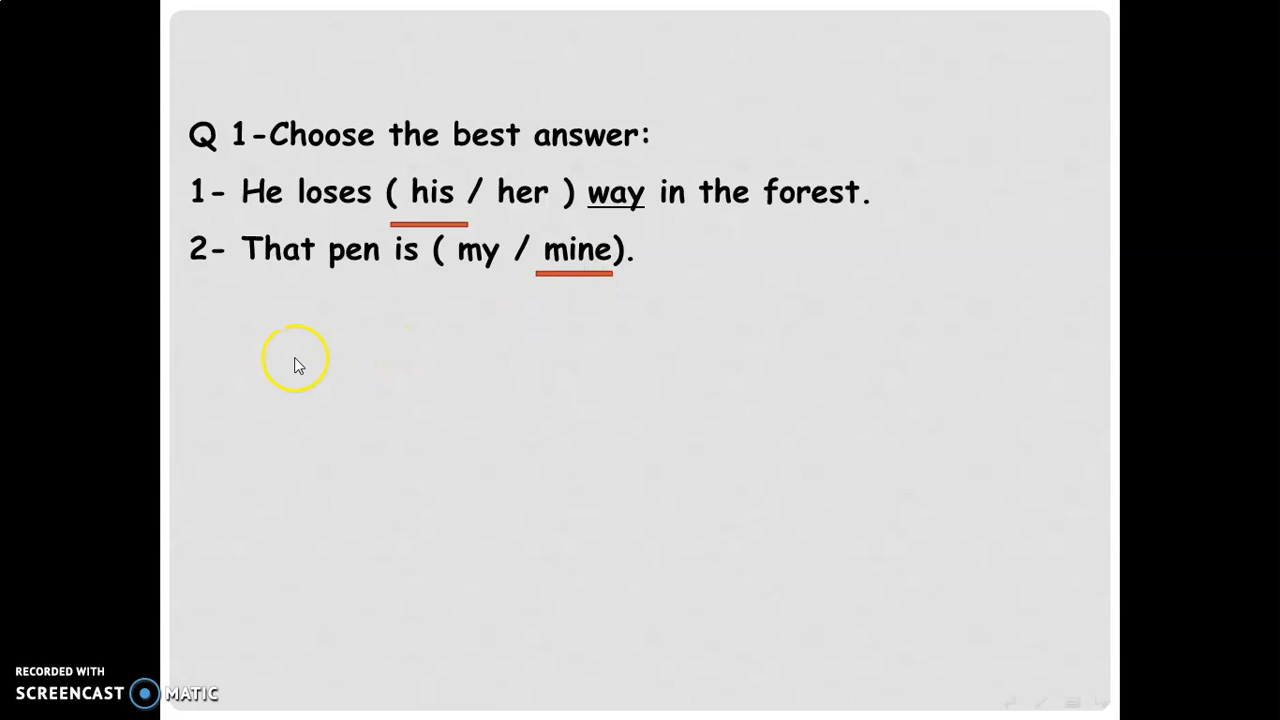 Q 1-Choose the best answer:
1- He loses ( his / her ) way in the forest.
2- That pen is ( my / mine).
RECORDED WITH
SCREENCAST MATIC